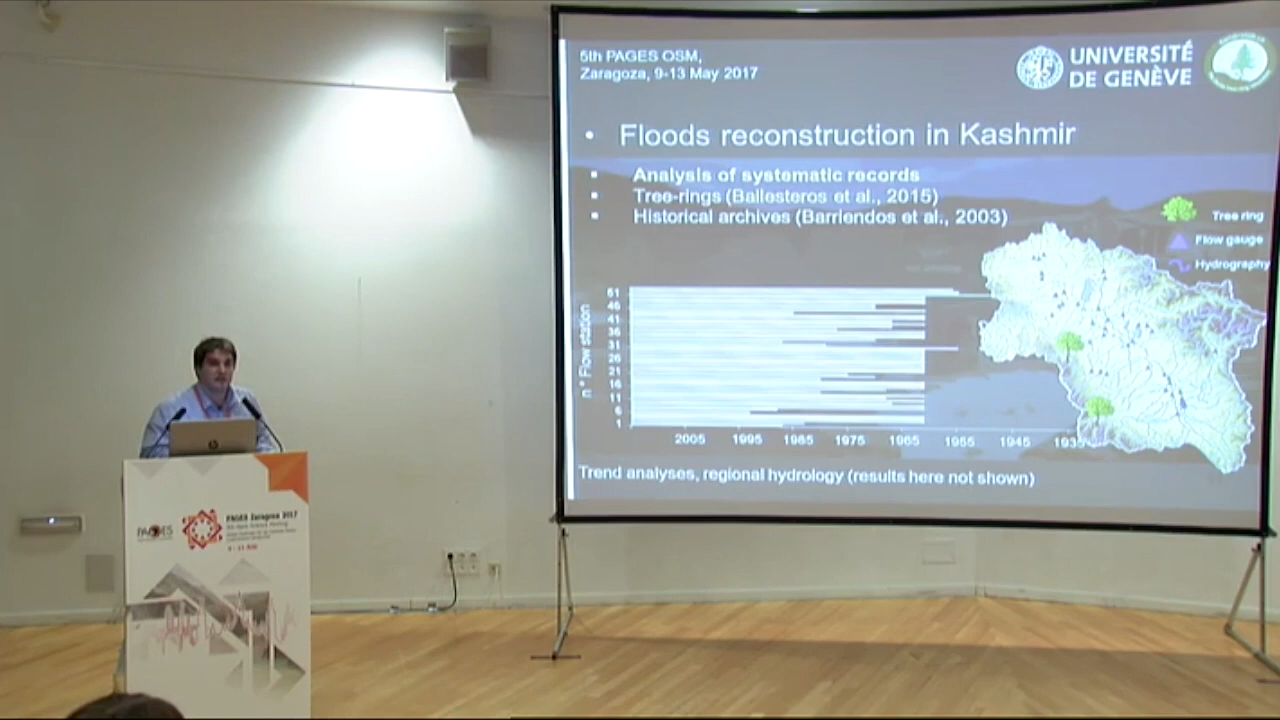 5th PAGES OSM,
Zaragoza, 9-13 May 2017
UNIVERSITÉ
DE GENÈVE
• Floods reconstruction in Kashmir
▪ Analysis of systematic records
▪ Tree-rings (Ballesteros et al., 2015)
▪ Historical archives (Barriendos et al., 2003)
Tree ring
Flow gauge
Hydrography
n° Flow station
51
46
41
36
31
26
21
16
11
6
1
2005 1995 1985 1975 1965 1955 1945 1935
Trend analyses, regional hydrology (results here not shown)
hp
PAGES
PAGES Zaragoza 2017